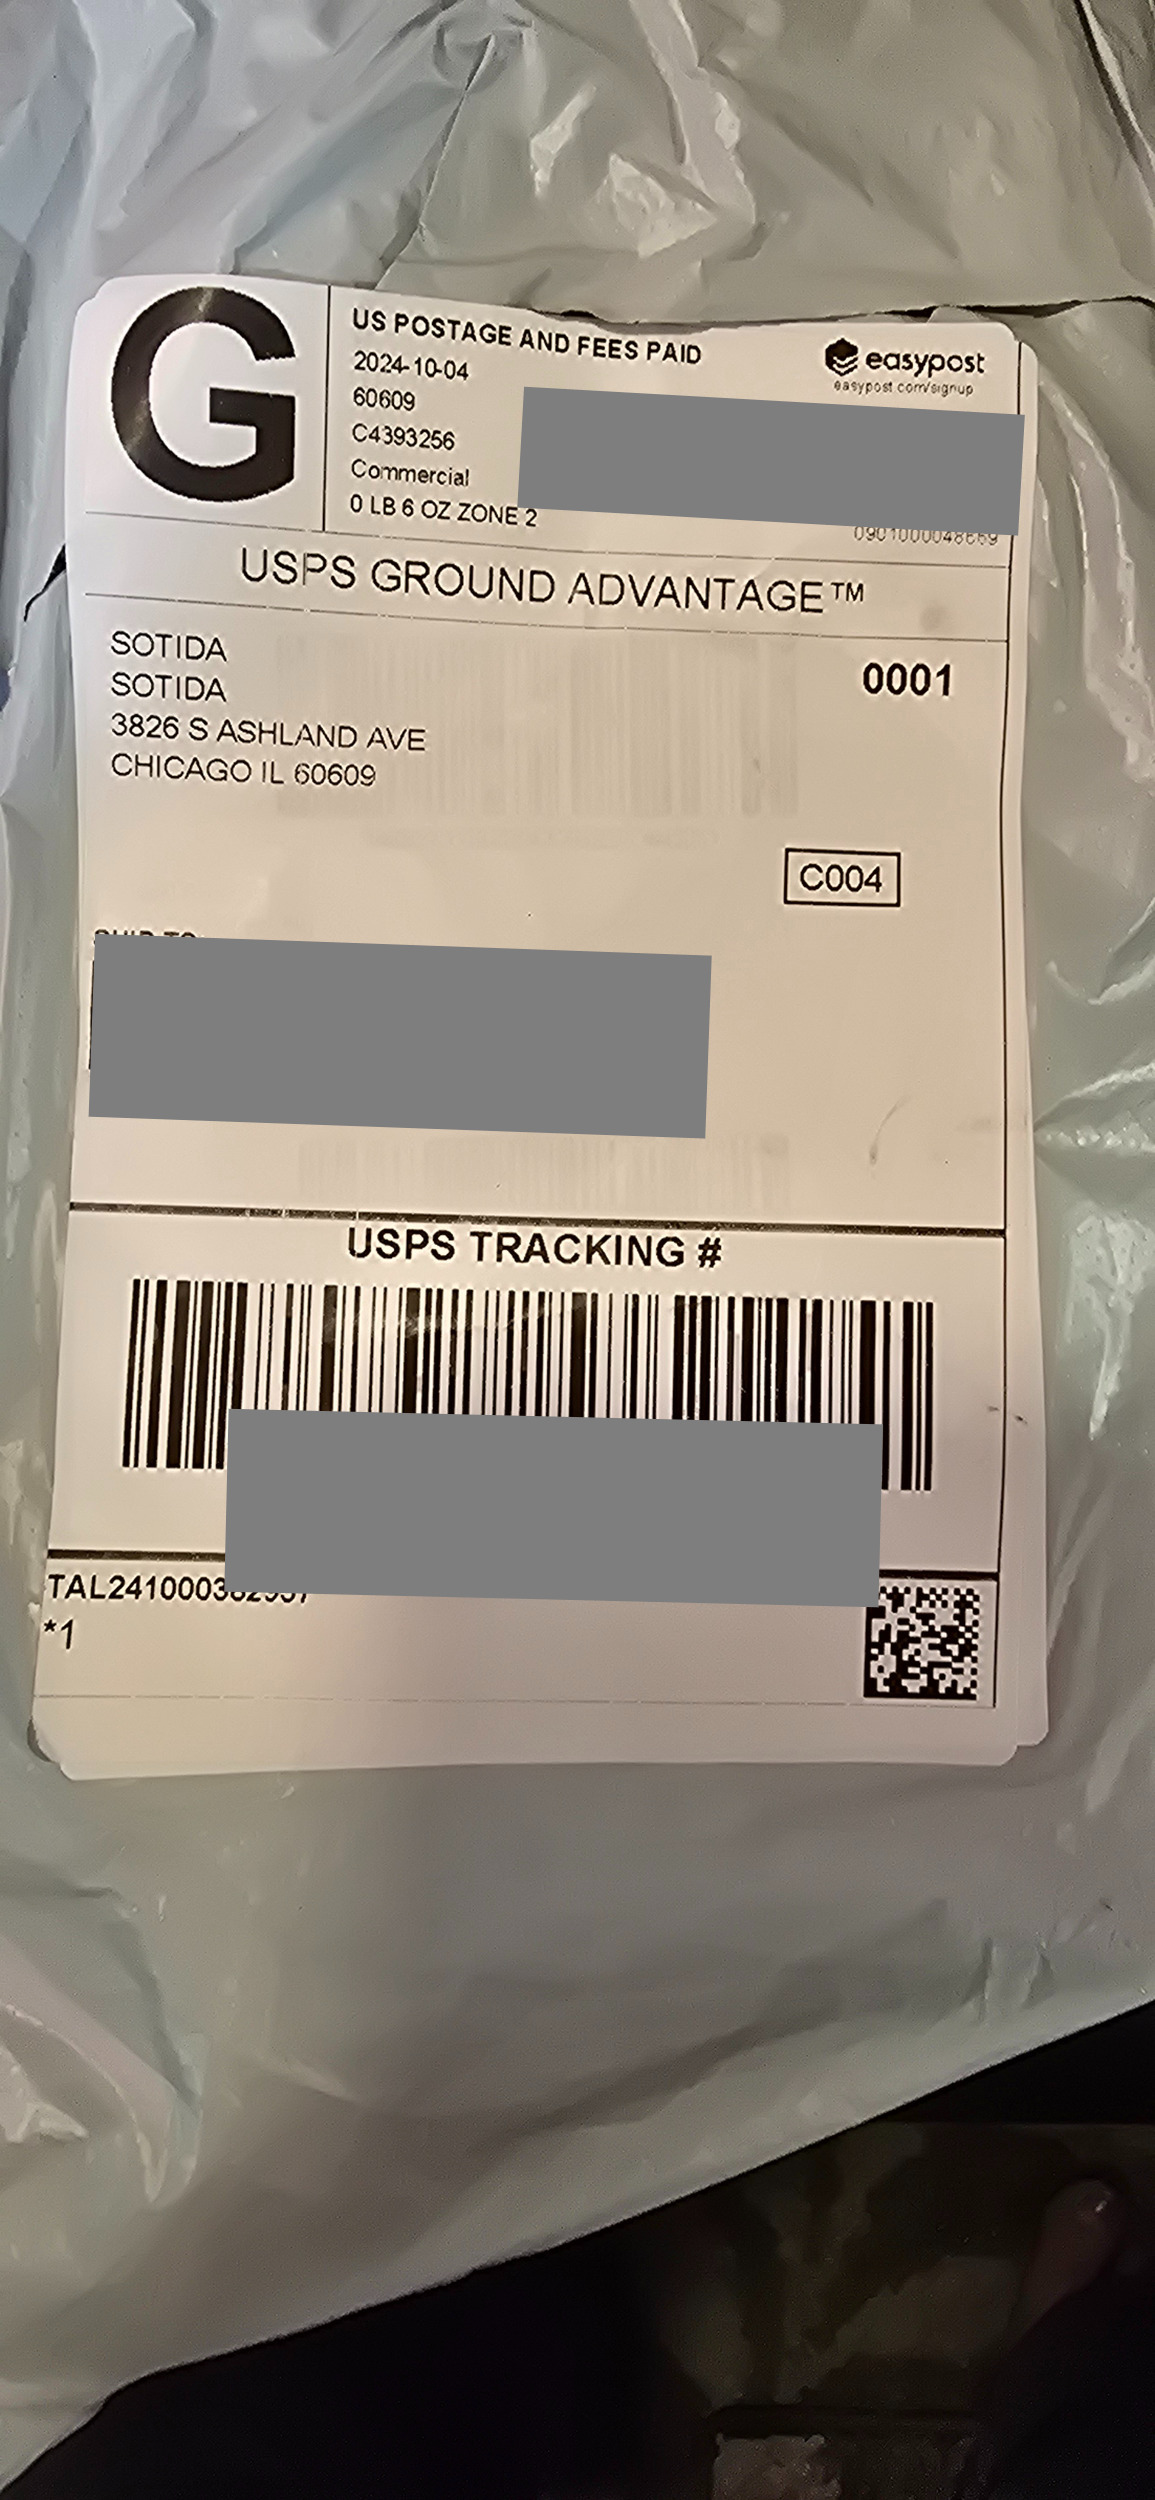 G
US POSTAGE AND FEES PAID
2024-10-04
60609
C4393256
Commercial
0 LB 6 OZ ZONE 2
easypost
easypost.com/signup
0901000048659
USPS GROUND ADVANTAGE™
SOTIDA
SOTIDA
3826 S ASHLAND AVE
CHICAGO IL 60609
0001
C004
USPS TRACKING #
*1